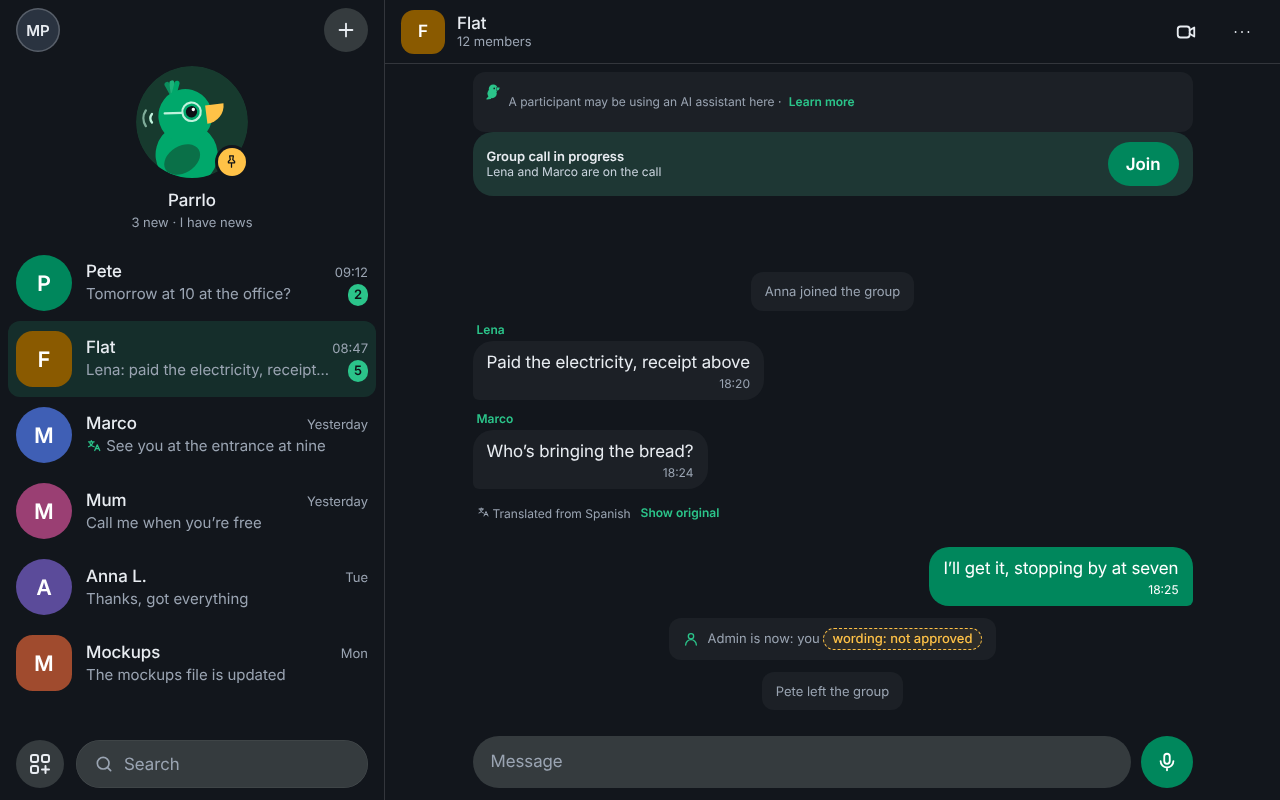 MP
Parrlo
3 new · I have news
P
Pete
09:12
Tomorrow at 10 at the office?
2
F
Flat
08:47
Lena: paid the electricity, receipt...
5
M
Marco
Yesterday
See you at the entrance at nine
M
Mum
Yesterday
Call me when you’re free
A
Anna L.
Tue
Thanks, got everything
M
Mockups
Mon
The mockups file is updated
Search
F
Flat
12 members
A participant may be using an AI assistant here · Learn more
Group call in progress
Lena and Marco are on the call
Join
Anna joined the group
Lena
Paid the electricity, receipt above
18:20
Marco
Who’s bringing the bread?
18:24
Translated from Spanish Show original
I’ll get it, stopping by at seven
18:25
Admin is now: you wording: not approved
Pete left the group
Message